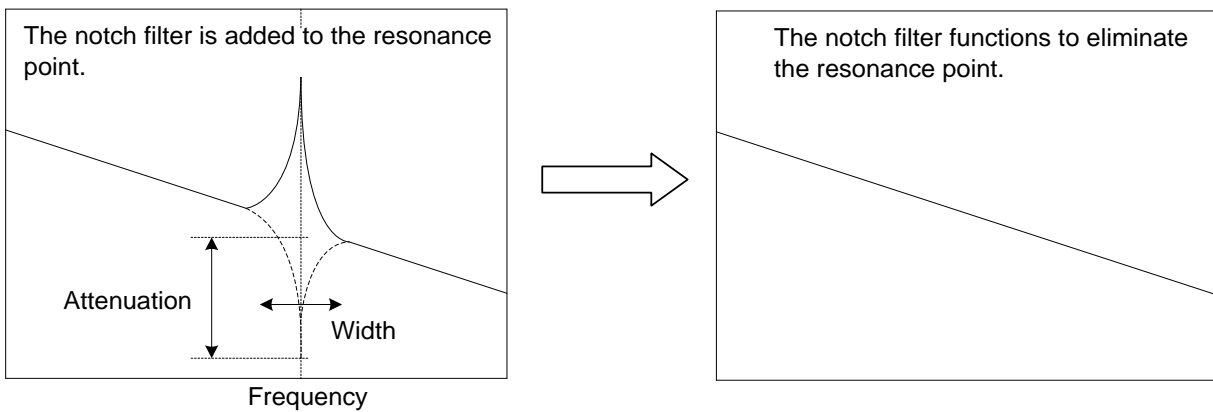 The notch filter is added to the resonance
point.
Attenuation
Width
Frequency
The notch filter functions to eliminate
the resonance point.